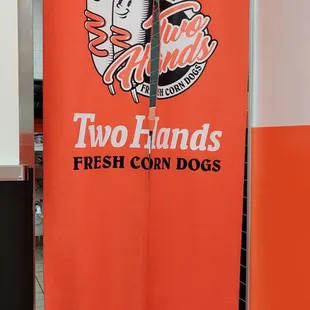 Two
Hands
FRESH CORN DOGS
Two Hands
FRESH CORN DOGS